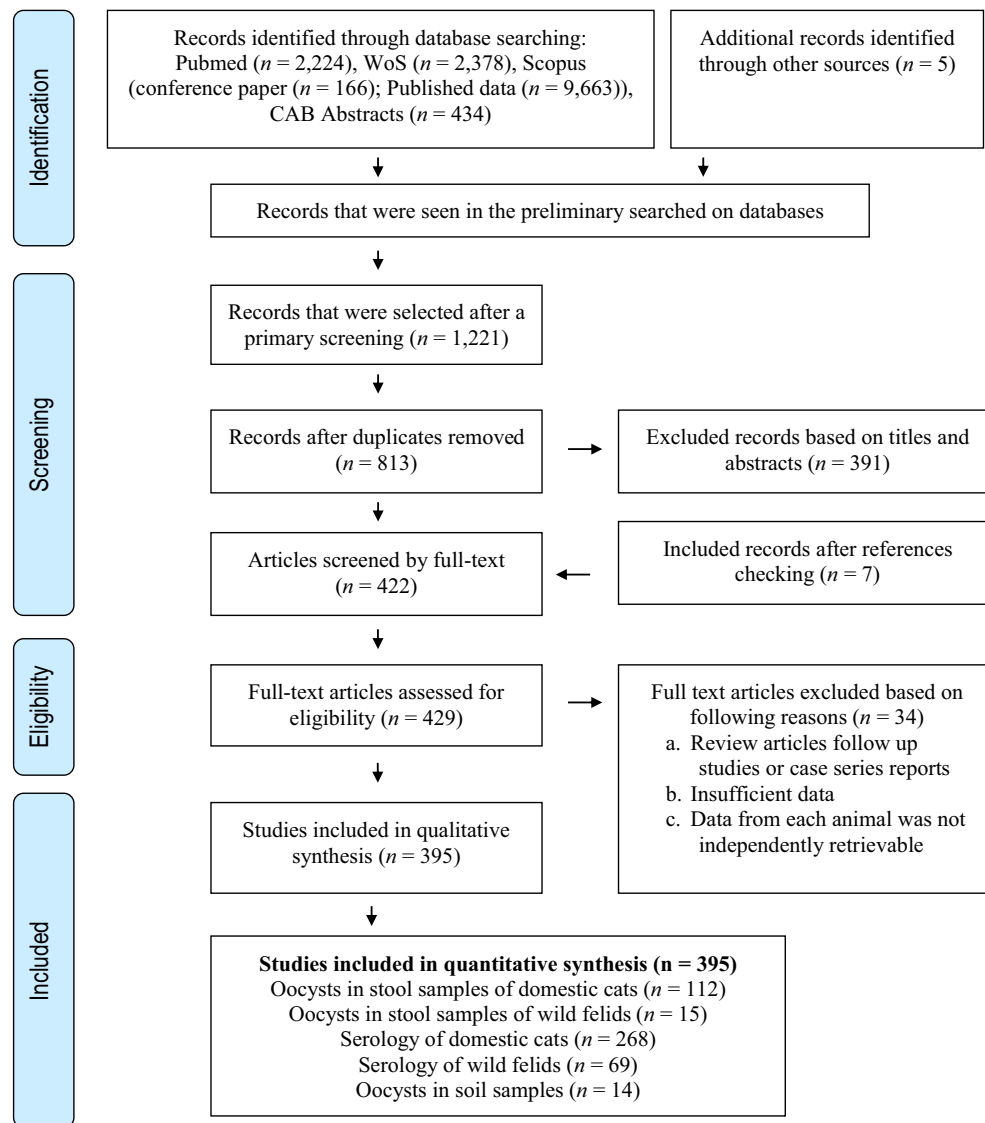 Identification
Records identified through database searching:
Pubmed (n = 2,224), WoS (n = 2,378), Scopus
(conference paper (n = 166); Published data (n = 9,663)),
CAB Abstracts (n = 434)
Additional records identified
through other sources (n = 5)
Records that were seen in the preliminary searched on databases
Screening
Records that were selected after a
primary screening (n = 1,221)
Records after duplicates removed
(n = 813)
Excluded records based on titles and
abstracts (n = 391)
Articles screened by full-text
(n = 422)
Included records after references
checking (n = 7)
Eligibility
Full-text articles assessed for
eligibility (n = 429)
Full text articles excluded based on
following reasons (n = 34)
a. Review articles follow up
studies or case series reports
b. Insufficient data
c. Data from each animal was not
independently retrievable
Included
Studies included in qualitative
synthesis (n = 395)
Studies included in quantitative synthesis (n = 395)
Oocysts in stool samples of domestic cats (n = 112)
Oocysts in stool samples of wild felids (n = 15)
Serology of domestic cats (n = 268)
Serology of wild felids (n = 69)
Oocysts in soil samples (n = 14)